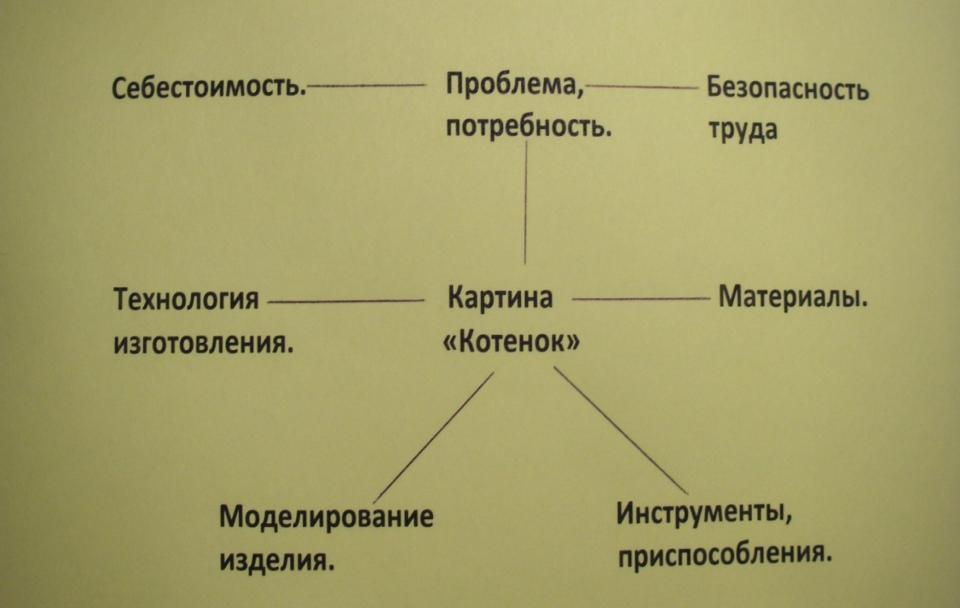 Себестоимость.
Проблема,
потребность.
Безопасность
труда
Технология
изготовления.
Картина
«Котенок»
Материалы.
Моделирование
изделия.
Инструменты,
приспособления.